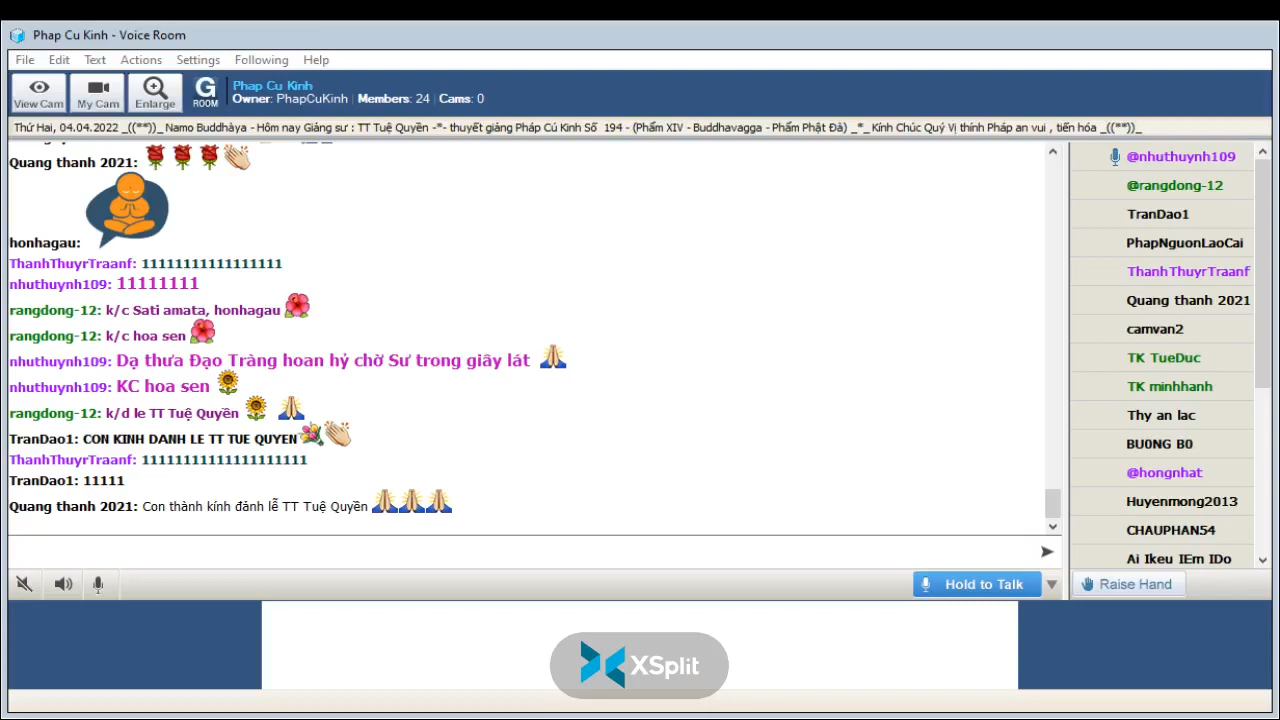 Phap Cu Kinh - Voice Room
File Edit Text Actions Settings Following Help
View Cam
My Cam
Enlarge
G
ROOM
Phap Cu Kinh
Owner: PhapCuKinh | Members: 24 | Cams: 0
Thứ Hai, 04.04.2022 _((**))_ Namo Buddhàya - Hôm nay Giảng sư : TT Tuệ Quyền -*- thuyết giảng Pháp Cú Kinh Số 194 - (Phẩm XIV - Buddhavagga - Phẩm Phật Đà) _*_ Kính Chúc Quý Vị thính Pháp an vui , tiến hóa _((**))_
Quang thanh 2021:
honhagau:
ThanhThuyrTraanf: 11111111111111111
nhuthuynh109: 11111111
rangdong-12: k/c Sati amata, honhagau
rangdong-12: k/c hoa sen
nhuthuynh109: Dạ thưa Đạo Tràng hoan hỷ chờ Sư trong giây lát
nhuthuynh109: KC hoa sen
rangdong-12: k/d le TT Tuệ Quyền
TranDao1: CON KINH DANH LE TT TUE QUYEN
ThanhThuyrTraanf: 11111111111111111111
TranDao1: 11111
Quang thanh 2021: Con thành kính đảnh lễ TT Tuệ Quyền
@nhuthuynh109
@rangdong-12
TranDao1
PhapNguonLaoCai
ThanhThuyrTraanf
Quang thanh 2021
camvan2
TK TueDuc
TK minhhanh
Thy an lac
BU0NG B0
@hongnhat
Huyenmong2013
CHAUPHAN54
Ai Ikeu IEm IDo
Hold to Talk
Raise Hand
XSplit